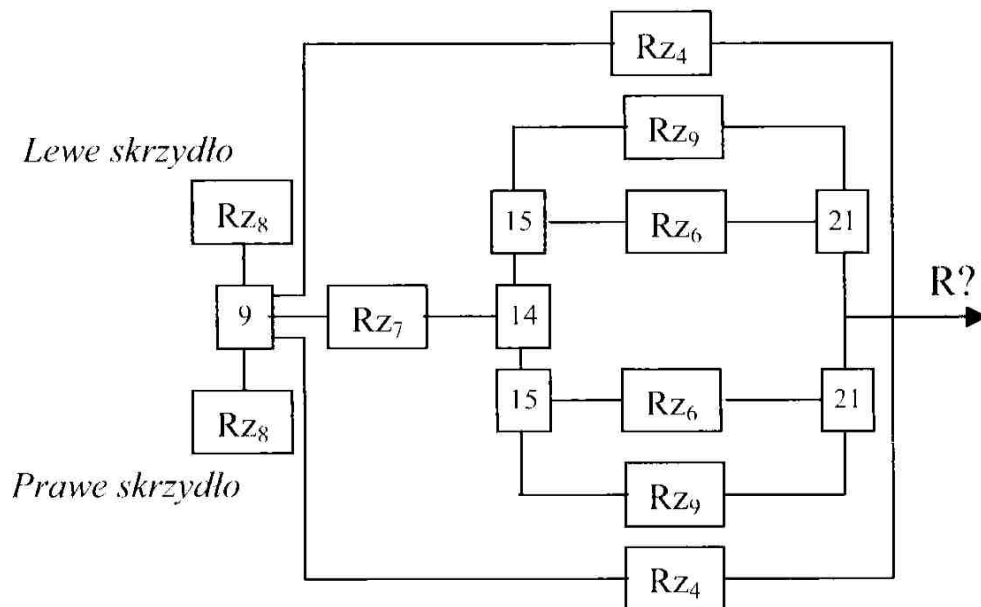 Rz₄
Rz₉
Lewe skrzydło
Rz₈
15
Rz₆
21
R?
9
Rz₇
14
15
Rz₆
21
Rz₈
Prawe skrzydło
Rz₉
Rz₄